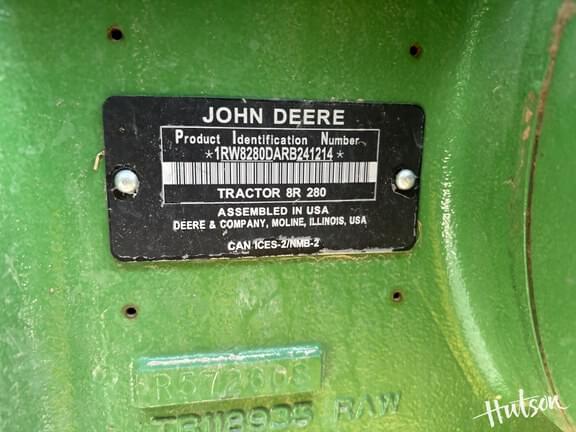 JOHN DEERE
Product Identification Number
*1RW8280DARB241214*
TRACTOR 8R 280
ASSEMBLED IN USA
DEERE & COMPANY, MOLINE, ILLINOIS, USA
CAN ICES-2/NMB-2
RAW
Hutson